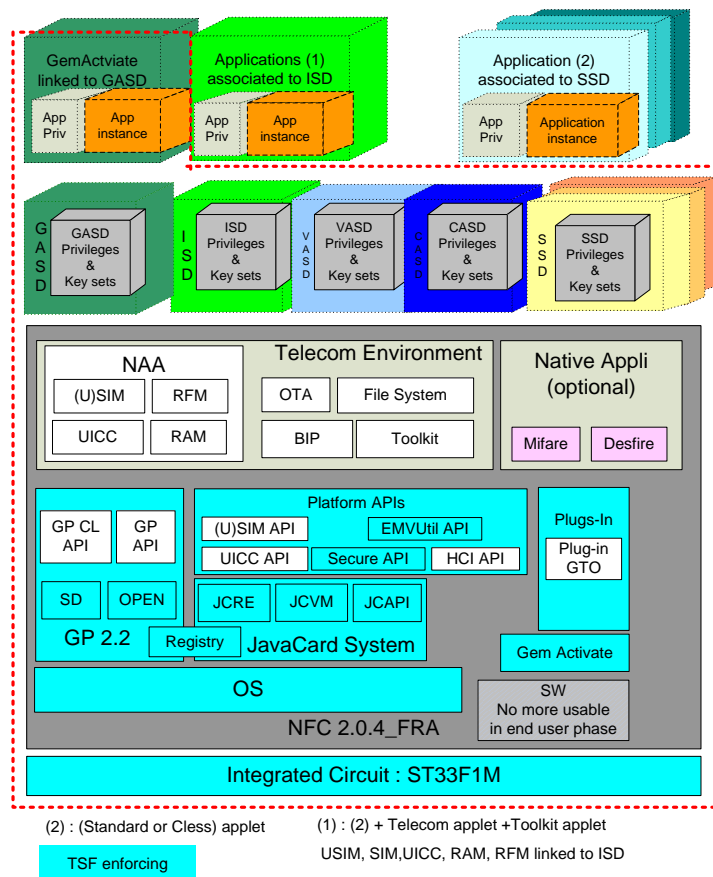 GemActviate
linked to GASD
App
Priv
App
instance
Applications (1)
associated to ISD
App
Priv
App
instance
Application (2)
associated to SSD
App
Priv
Application
instance
GASD
GASD
Privileges
&
Key sets
ISD
ISD
Privileges
&
Key sets
VASD
VASD
Privileges
&
Key sets
CASD
CASD
Privileges
&
Key sets
SSD
SSD
Privileges
&
Key sets
NAA
(U)SIM
RFM
UICC
RAM
Telecom Environment
OTA
File System
BIP
Toolkit
Native Appli
(optional)
Mifare
Desfire
GP CL
API
GP
API
SD
OPEN
GP 2.2
Platform APIs
(U)SIM API
EMVUtil API
UICC API
Secure API
HCI API
JCRE
JCVM
JCAPI
Registry
JavaCard System
Plugs-In
Plug-in
GTO
Gem Activate
OS
SW
No more usable
in end user phase
NFC 2.0.4_FRA
Integrated Circuit : ST33F1M
(2) : (Standard or Cless) applet
(1) : (2) + Telecom applet +Toolkit applet
TSF enforcing
USIM, SIM,UICC, RAM, RFM linked to ISD